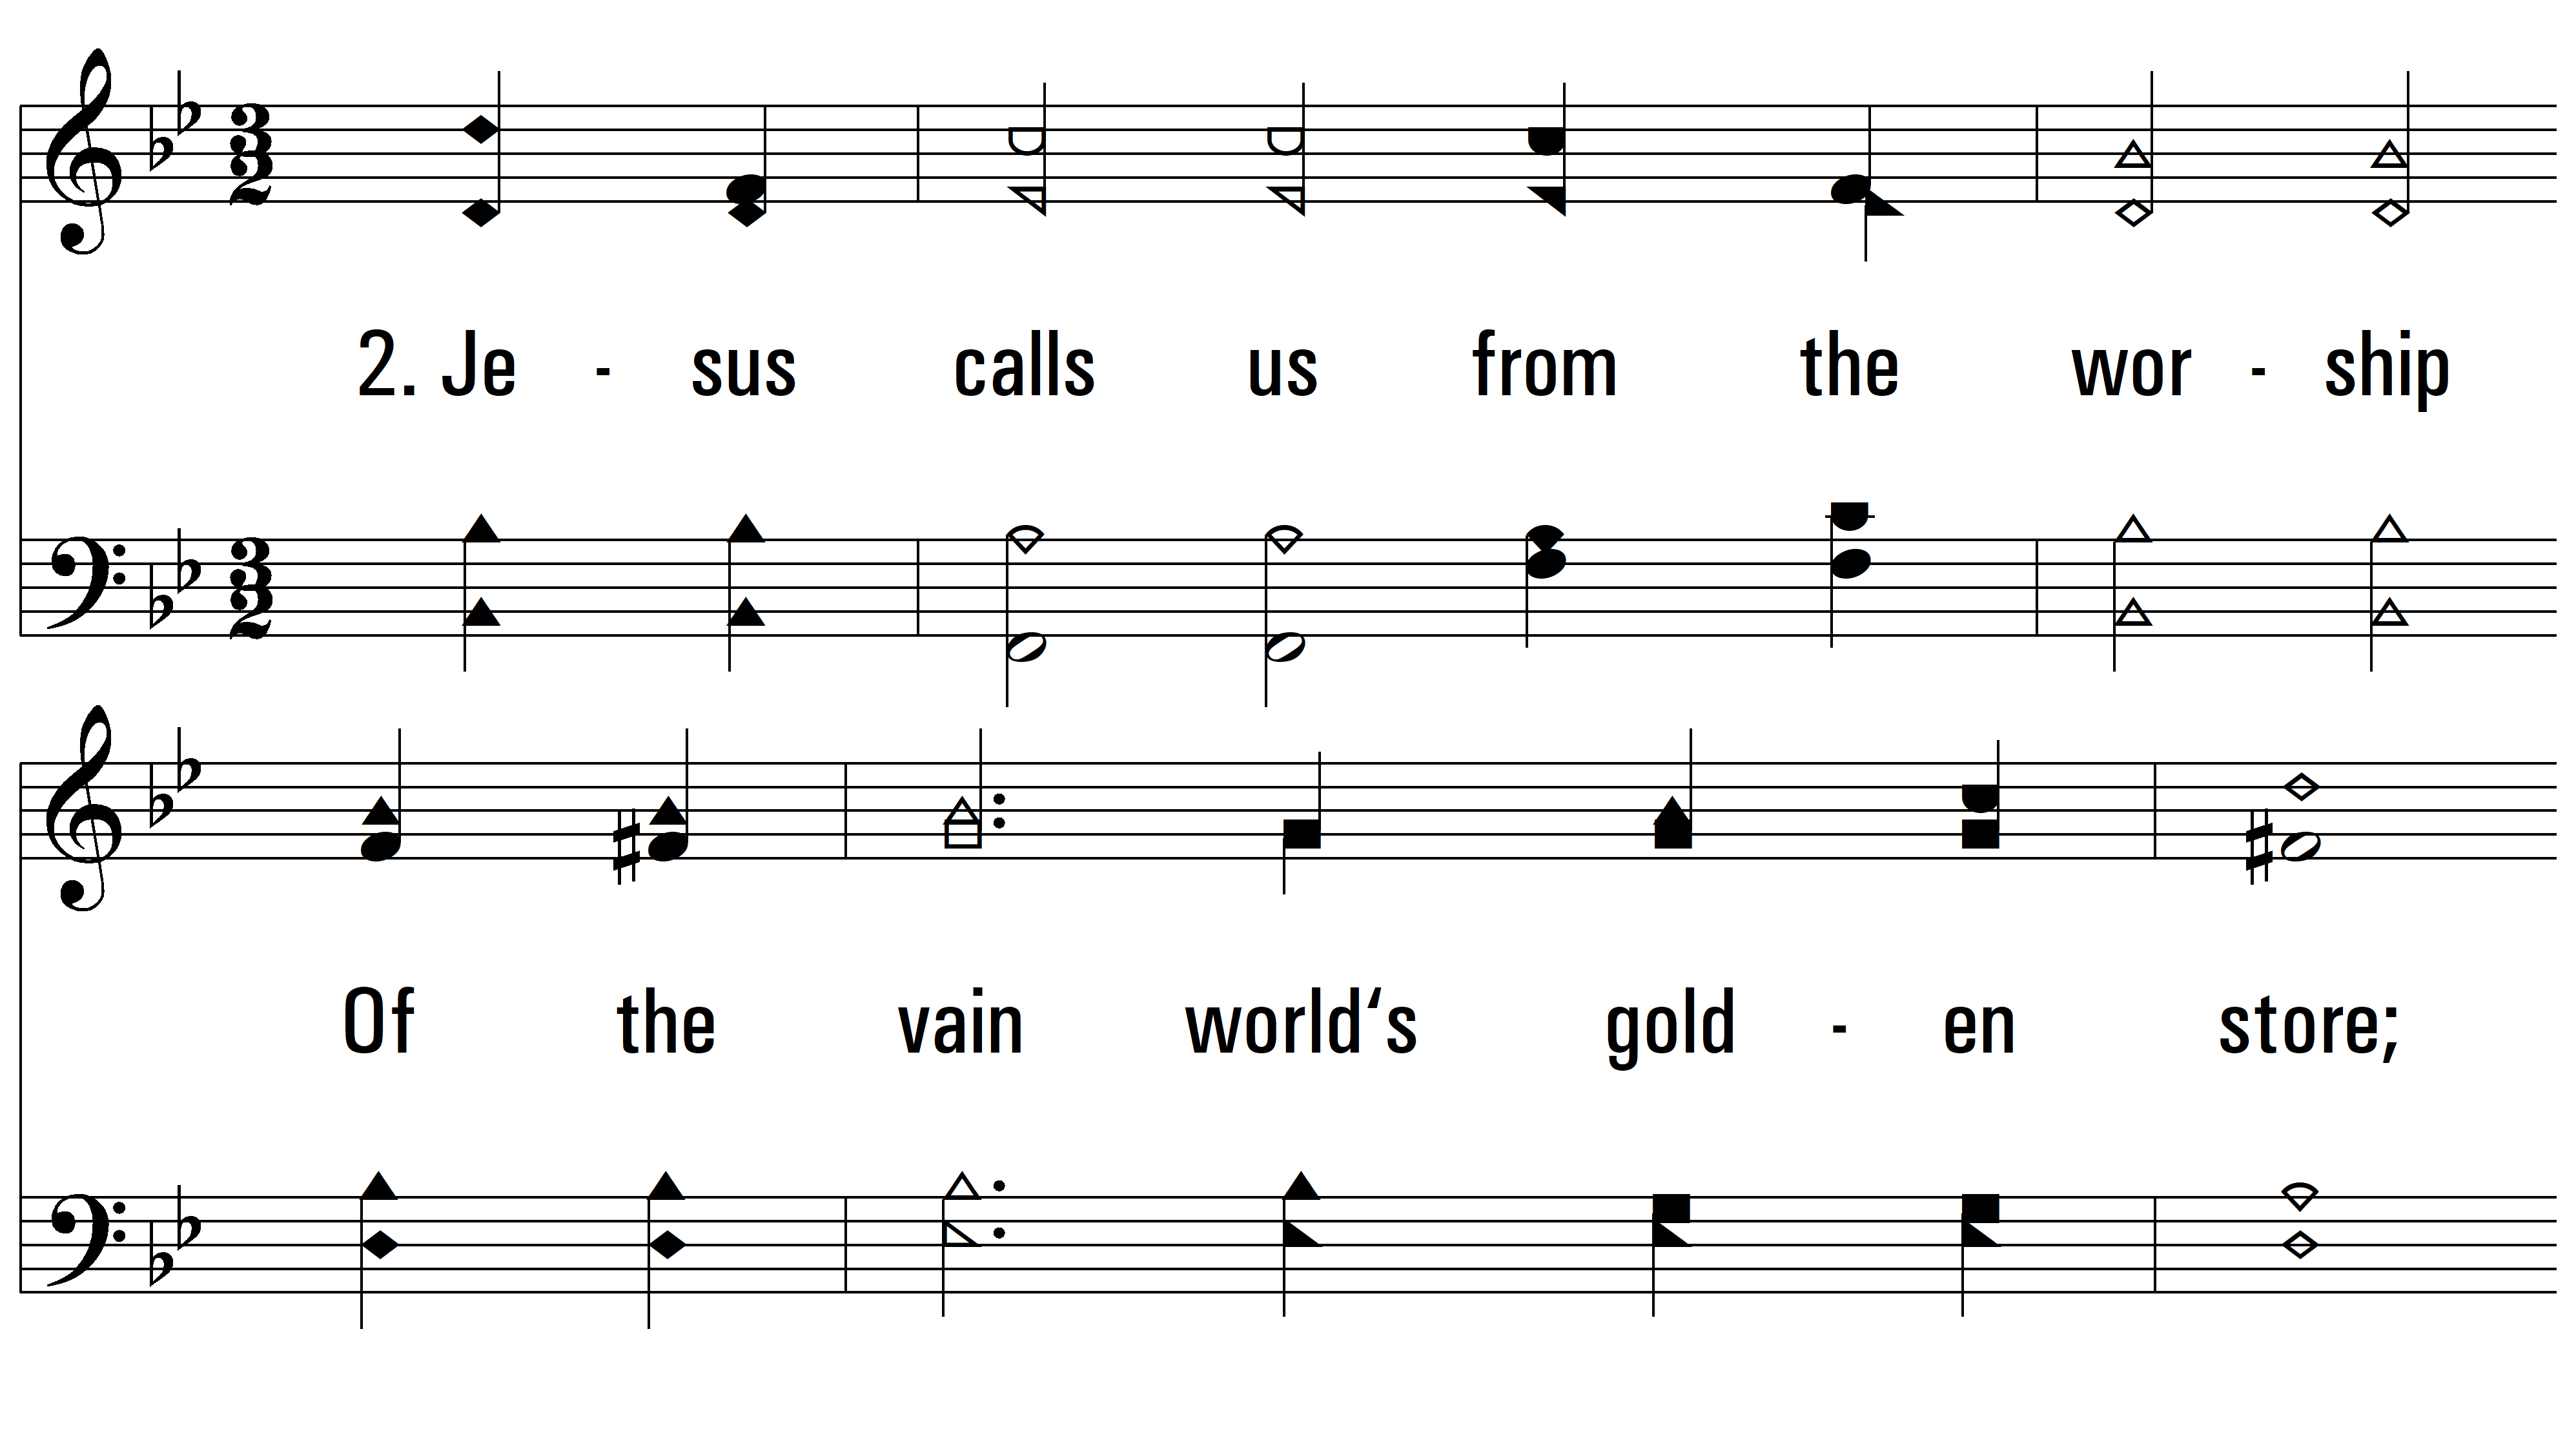 2. Je - sus calls us from the wor - ship
Of the vain world‘s gold - en store;